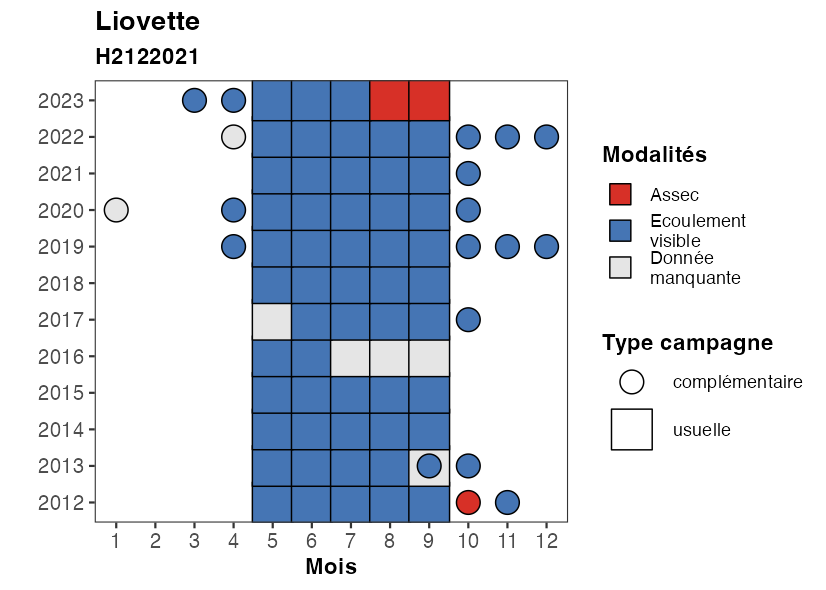 Liovette
H2122021
2023
2022
2021
2020
2019
2018
2017
2016
2015
2014
2013
2012
1 2 3 4 5 6 7 8 9 10 11 12
Mois
Modalités
Assec
Ecoulement
visible
Donnée
manquante
Type campagne
complémentaire
usuelle